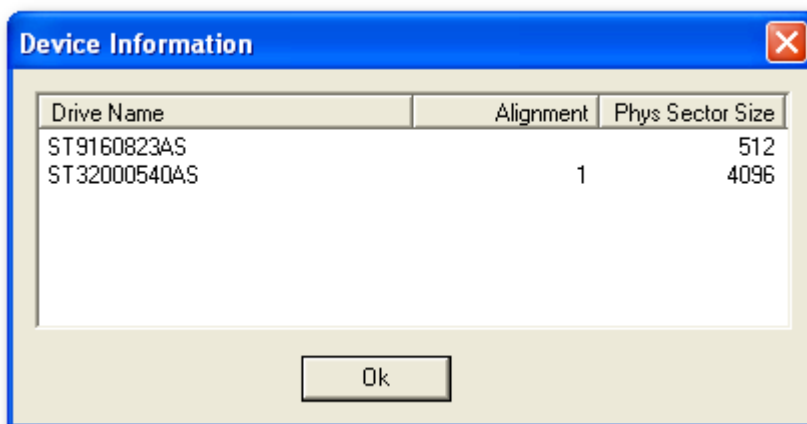 Device Information
Drive Name Alignment Phys Sector Size
ST9160823AS 512
ST32000540AS 1 4096
Ok